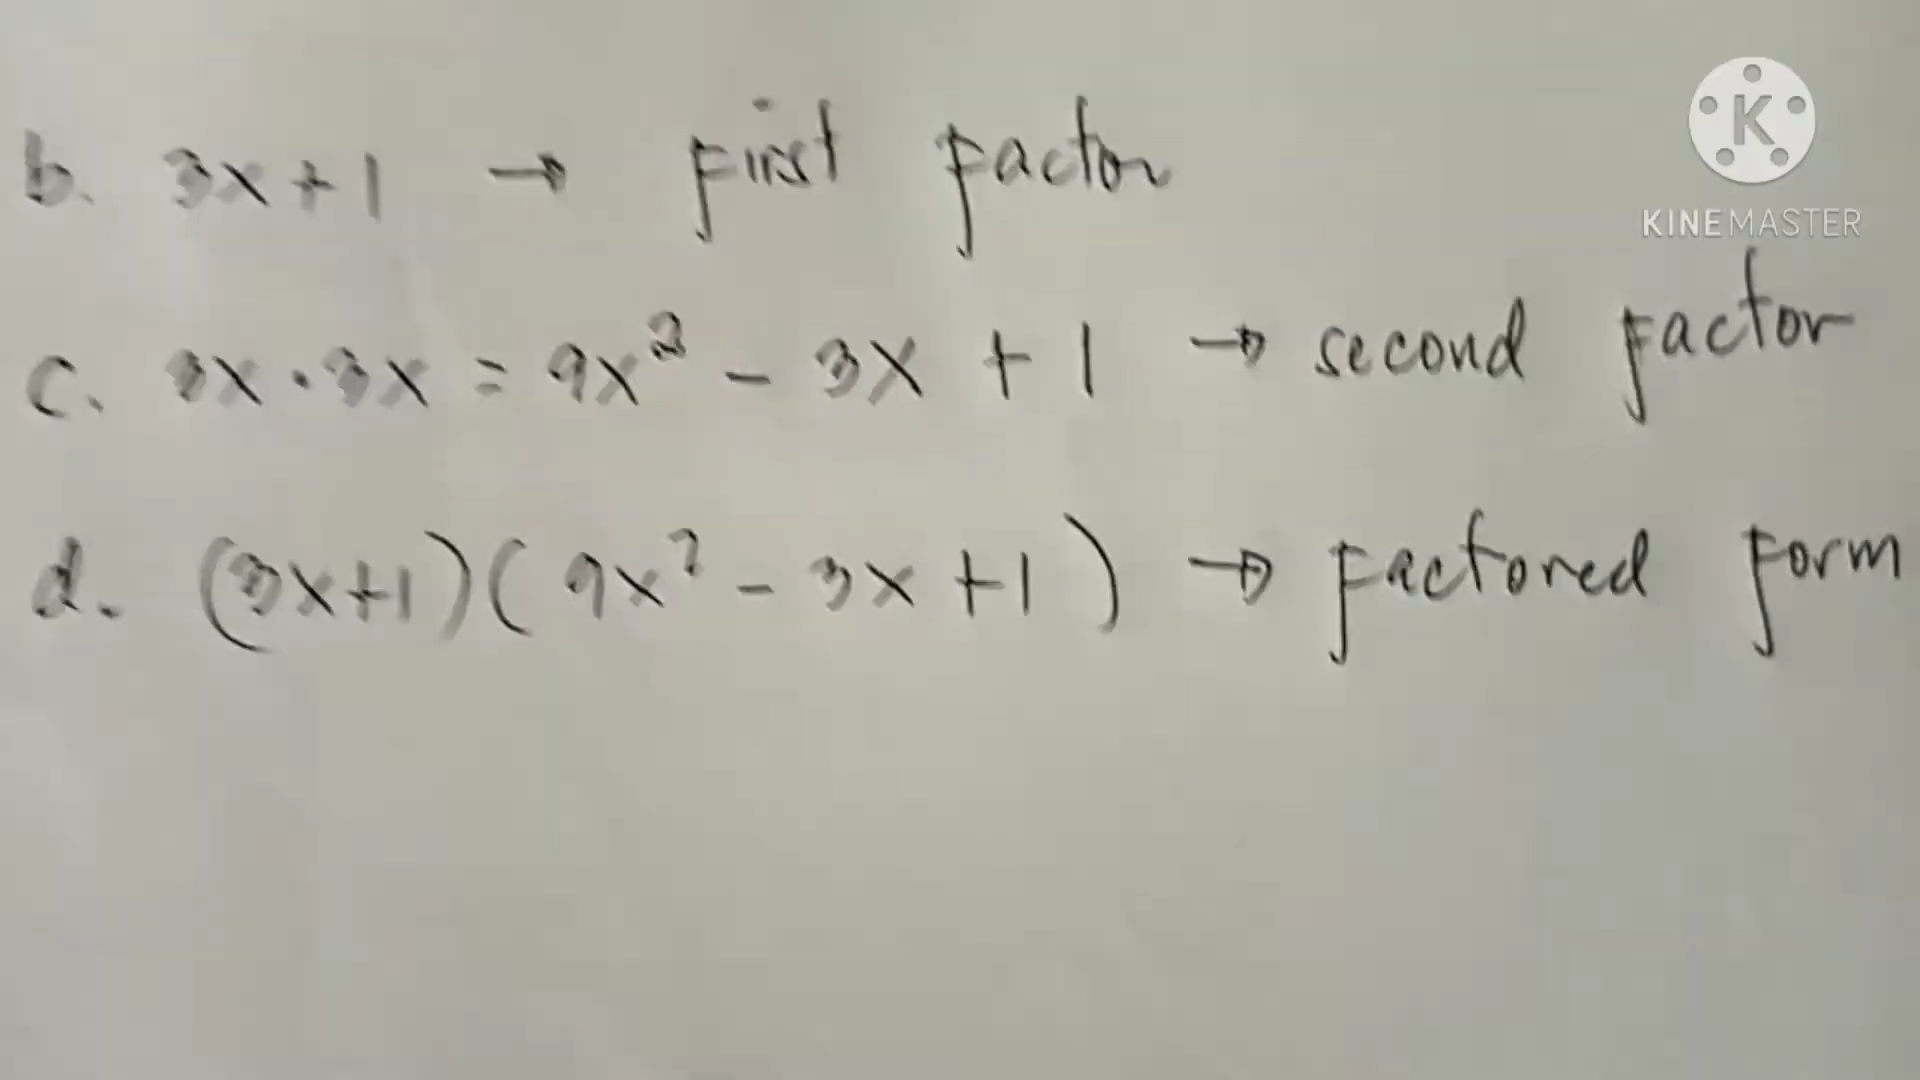 b. 3x + 1 → first factor
KINEMASTER
c. 3x · 3x = 9x² - 3x + 1 → second factor
d. (3x+1)(9x² - 3x +1) → factored form